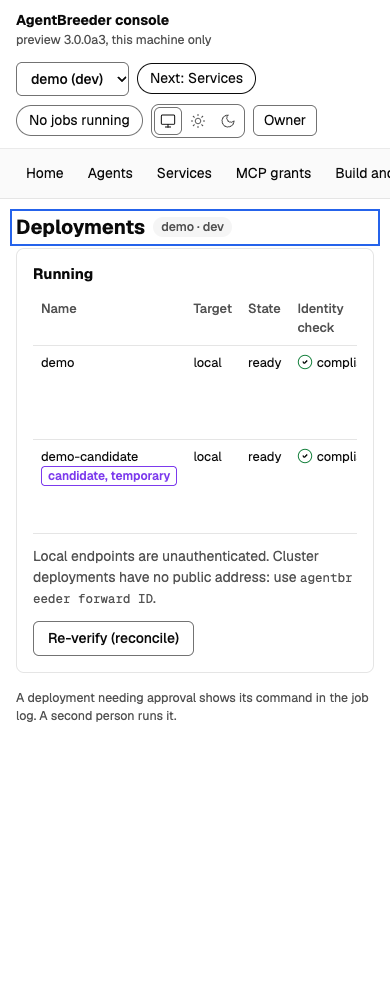 AgentBreeder console
preview 3.0.0a3, this machine only
demo (dev)
Next: Services
No jobs running
Owner
Home Agents Services MCP grants Build and
Deployments demo · dev
Running
Name Target State Identity check
demo local ready compli
demo-candidate local ready compli
candidate, temporary
Local endpoints are unauthenticated. Cluster
deployments have no public address: use agentbr
eeder forward ID.
Re-verify (reconcile)
A deployment needing approval shows its command in the job
log. A second person runs it.